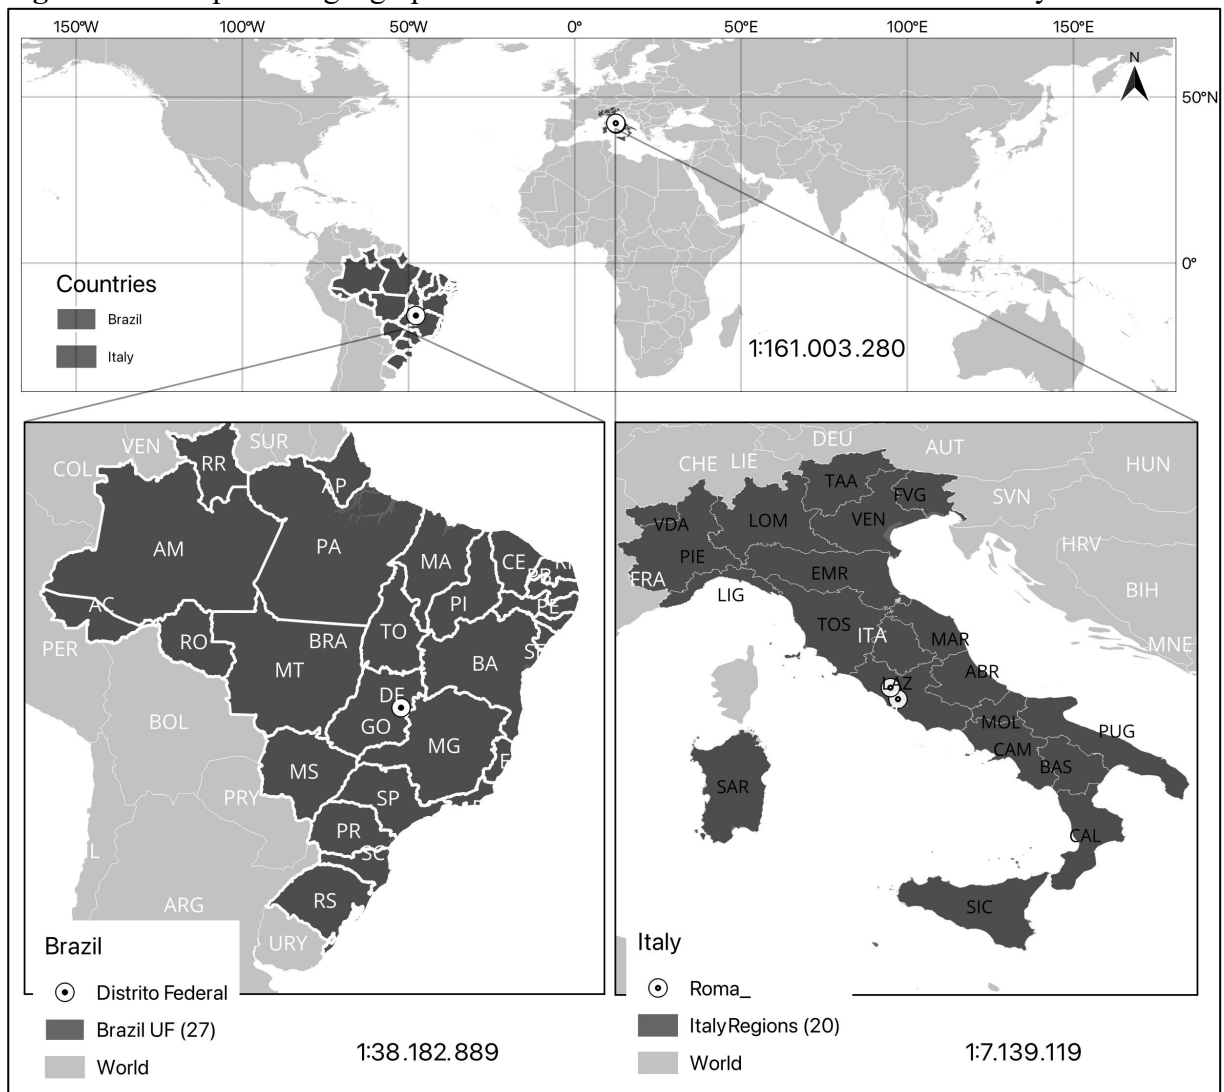 150°W 100°W 50°W 0° 50°E 100°E 150°E
N
50°N
0°
Countries
Brazil
Italy
1:161.003.280
VEN SUR
COL
RR
AP
AM
PA
MA
CE
PB
PI
PE
AC
TO
RO
BRA
PER
MT
BA
DF
BOL
GO
MG
MS
PRY
SP
PR
SC
ARG
RS
URY
Brazil
Distrito Federal
Brazil UF (27)
World
1:38.182.889
DEU
AUT
CHE LIE
HUN
TAA
FVG
SVN
VDA
LOM
VEN
HRV
PIE
EMR
FRA
LIG
BIH
TOS
ITA
MAR
MNE
ABR
LAZ
MOL
PUG
CAM
BAS
SAR
CAL
SIC
Italy
Roma_
Italy Regions (20)
World
1:7.139.119